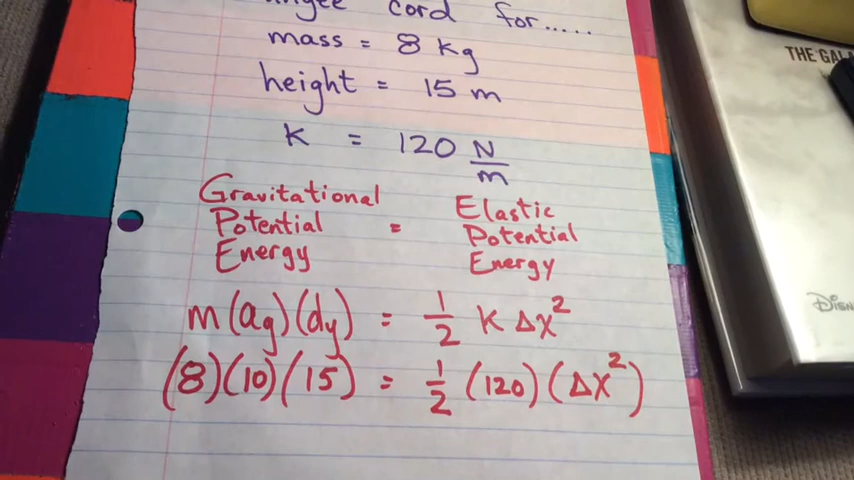 cord for.....
mass = 8 kg
height = 15 m
K = 120 N/m
Gravitational Potential Energy = Elastic Potential Energy
m(ag)(dy) = 1/2 K Δx²
(8)(10)(15) = 1/2 (120)(Δx²)
THE